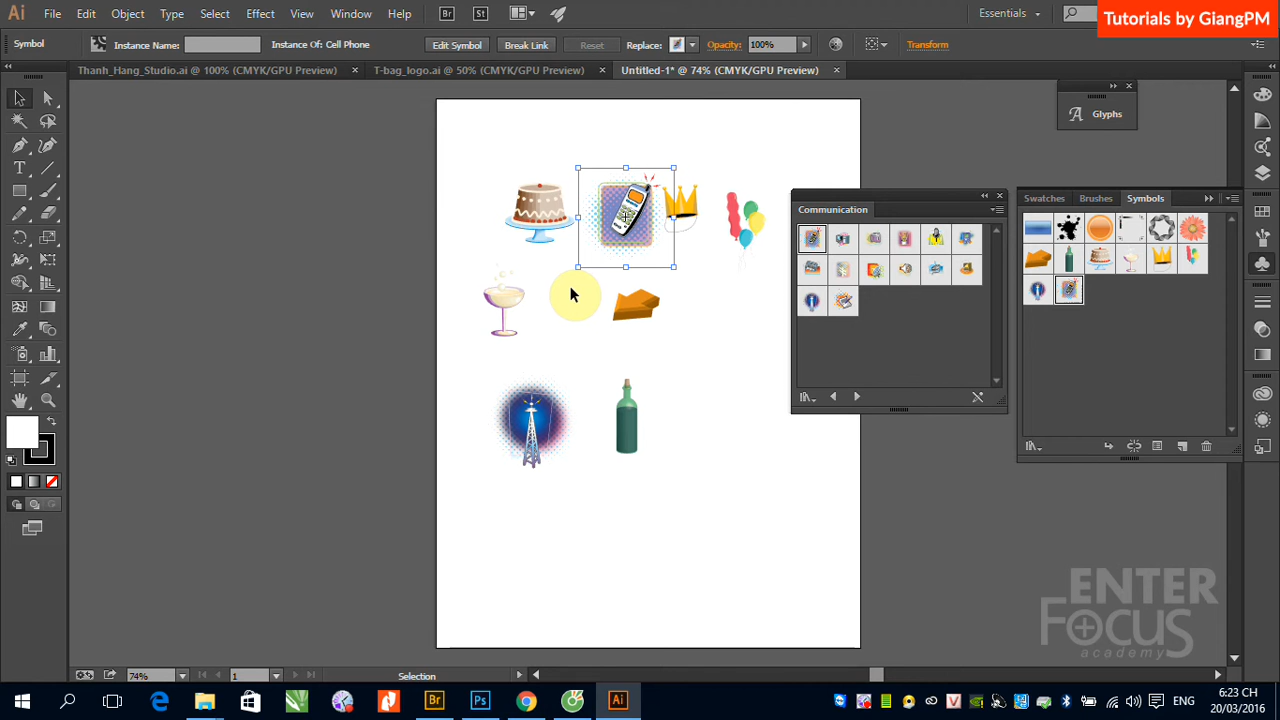 Ai File Edit Object Type Select Effect View Window Help Br St Essentials
Tutorials by GiangPM
Symbol Instance Name: Instance Of: Cell Phone Edit Symbol Break Link Reset Replace: Opacity: 100% Transform
Thanh_Hang_Studio.ai @ 100% (CMYK/GPU Preview) × T-bag_logo.ai @ 50% (CMYK/GPU Preview) × Untitled-1* @ 74% (CMYK/GPU Preview) ×
A Glyphs
Communication
Swatches Brushes Symbols
ENTER
FOCUS
academy
74% 1 Selection
Br Ps Ai
ENG
6:23 CH
20/03/2016